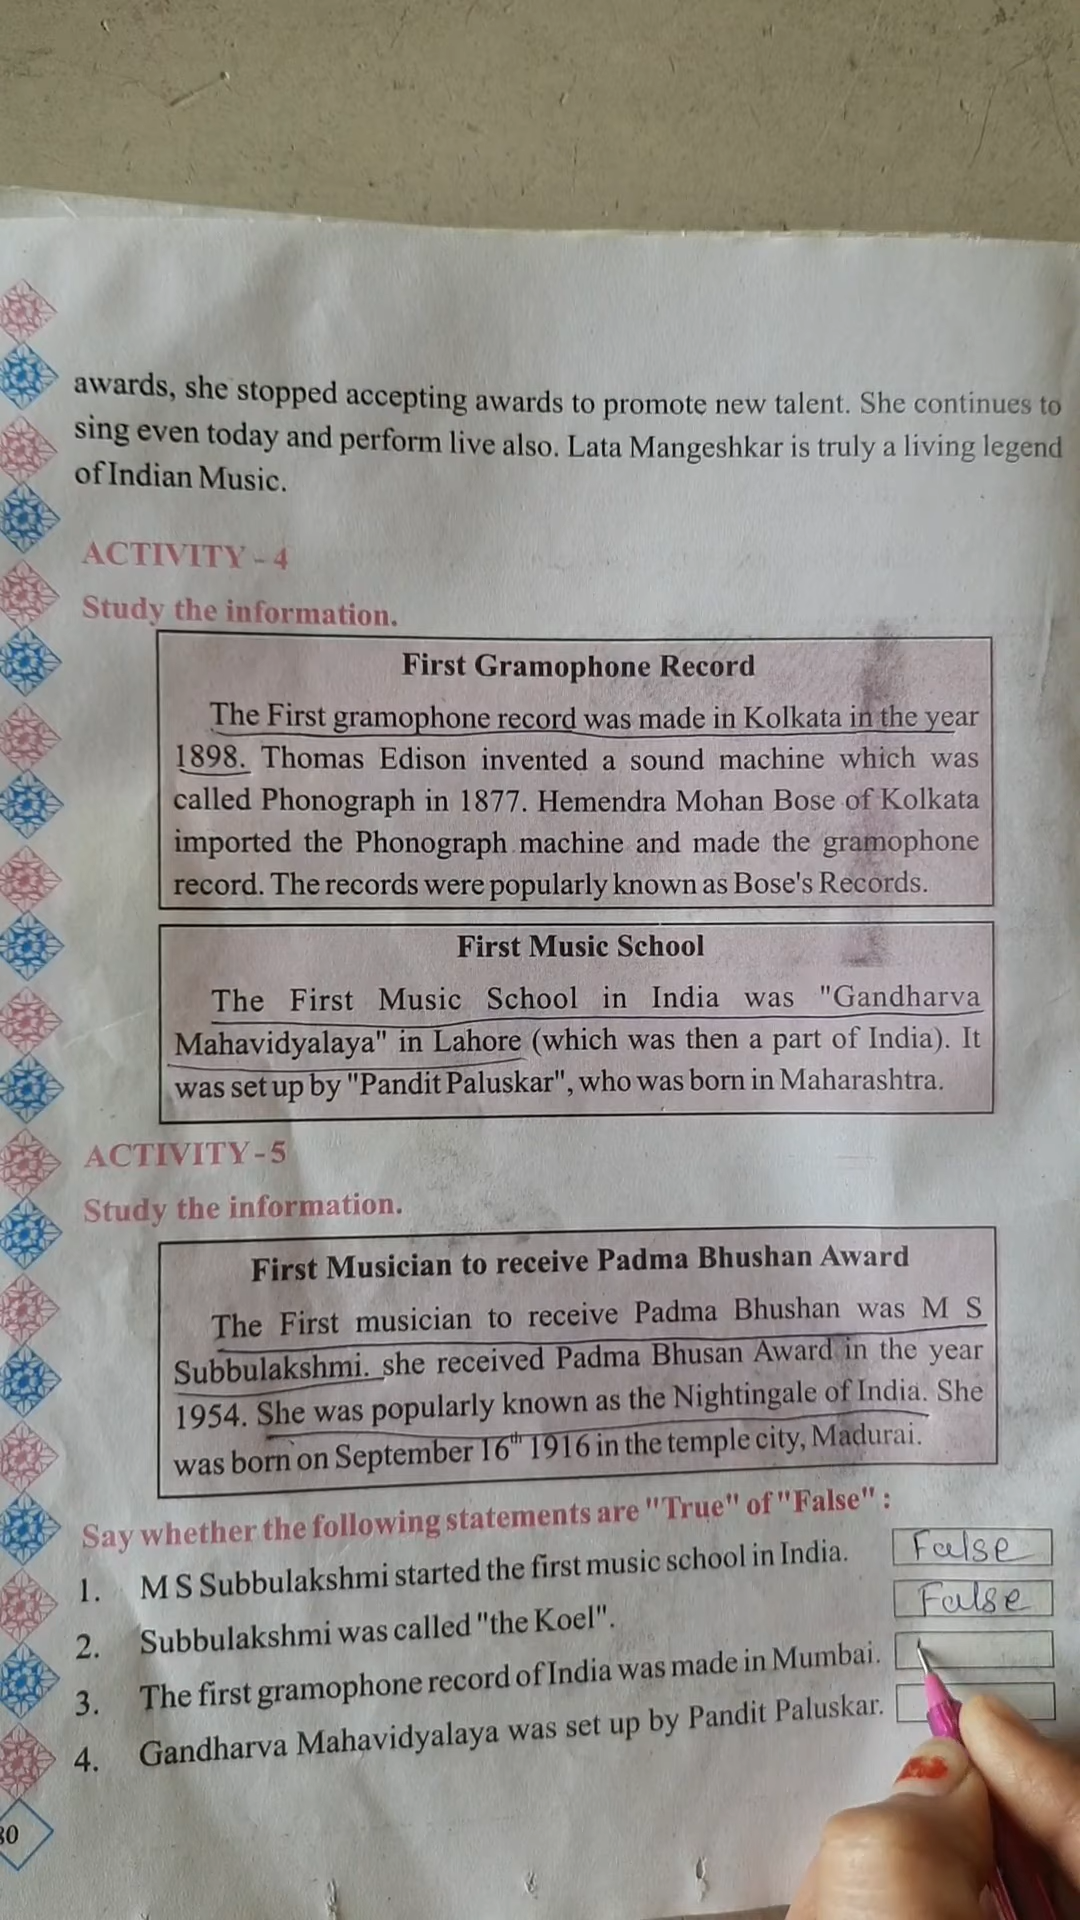 awards, she stopped accepting awards to promote new talent. She continues to
sing even today and perform live also. Lata Mangeshkar is truly a living legend
of Indian Music.
ACTIVITY - 4
Study the information.
First Gramophone Record
The First gramophone record was made in Kolkata in the year
1898. Thomas Edison invented a sound machine which was
called Phonograph in 1877. Hemendra Mohan Bose of Kolkata
imported the Phonograph machine and made the gramophone
record. The records were popularly known as Bose's Records.
First Music School
The First Music School in India was "Gandharva
Mahavidyalaya" in Lahore (which was then a part of India). It
was set up by "Pandit Paluskar", who was born in Maharashtra.
ACTIVITY - 5
Study the information.
First Musician to receive Padma Bhushan Award
The First musician to receive Padma Bhushan was M S
Subbulakshmi. she received Padma Bhusan Award in the year
1954. She was popularly known as the Nightingale of India. She
was born on September 16th 1916 in the temple city, Madurai.
Say whether the following statements are "True" of "False" :
1. M S Subbulakshmi started the first music school in India. False
2. Subbulakshmi was called "the Koel". False
3. The first gramophone record of India was made in Mumbai.
4. Gandharva Mahavidyalaya was set up by Pandit Paluskar.
80